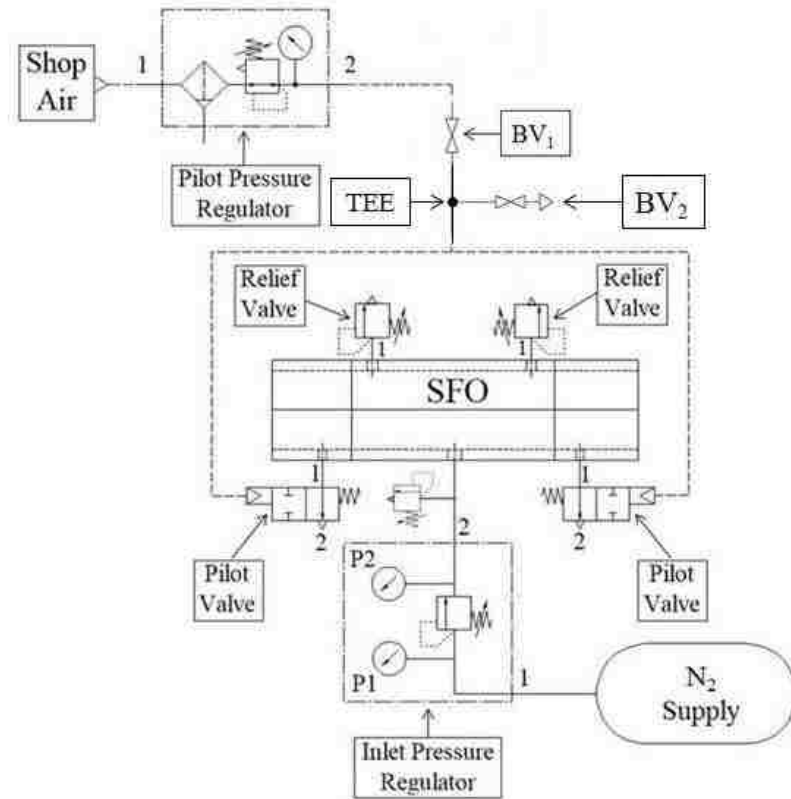 Shop
Air
1
2
BV₁
Pilot Pressure
Regulator
TEE
BV₂
Relief
Valve
Relief
Valve
1
1
SFO
1
1
2
2
2
Pilot
Valve
Pilot
Valve
P2
P1
1
N₂
Supply
Inlet Pressure
Regulator